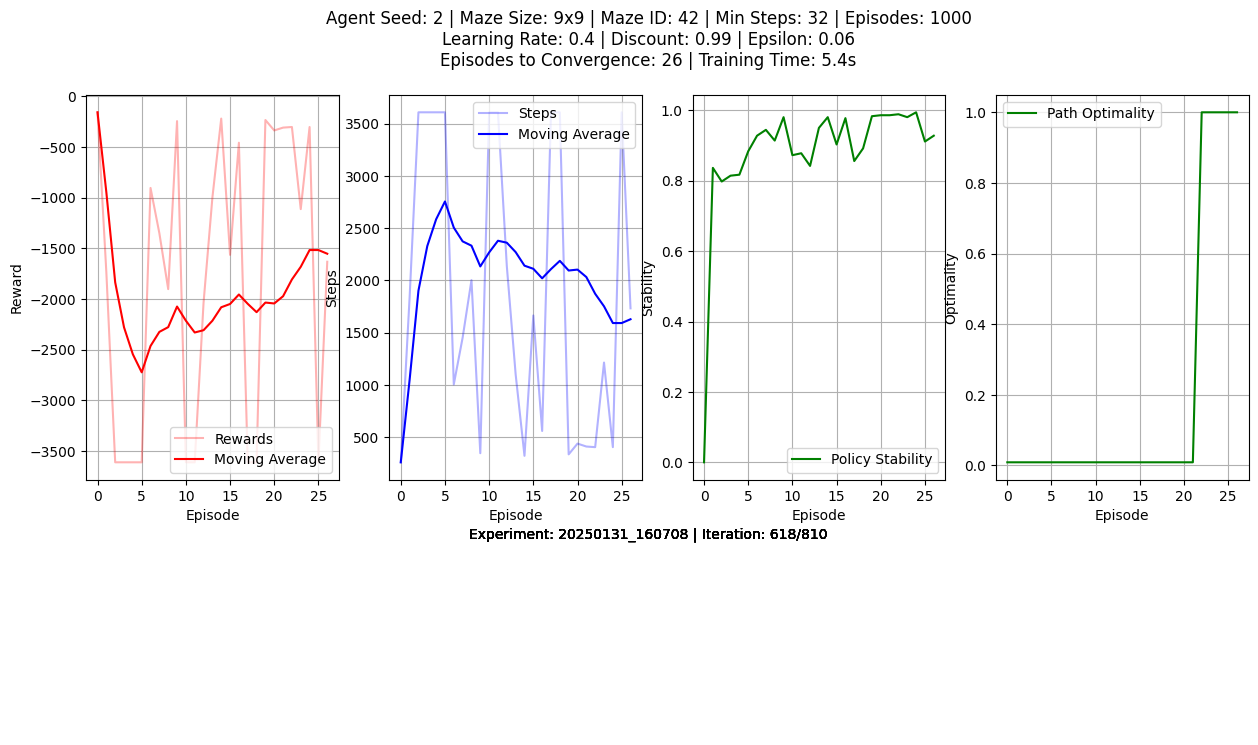 Agent Seed: 2 | Maze Size: 9x9 | Maze ID: 42 | Min Steps: 32 | Episodes: 1000
Learning Rate: 0.4 | Discount: 0.99 | Epsilon: 0.06
Episodes to Convergence: 26 | Training Time: 5.4s
Reward
0
−500
−1000
−1500
−2000
−2500
−3000
−3500
Rewards
Moving Average
0 5 10 15 20 25
Episode
Steps
3500
3000
2500
2000
1500
1000
500
Steps
Moving Average
0 5 10 15 20 25
Episode
Stability
1.0
0.8
0.6
0.4
0.2
0.0
Policy Stability
0 5 10 15 20 25
Episode
Optimality
1.0
0.8
0.6
0.4
0.2
0.0
Path Optimality
0 5 10 15 20 25
Episode
Experiment: 20250131_160708 | Iteration: 618/810